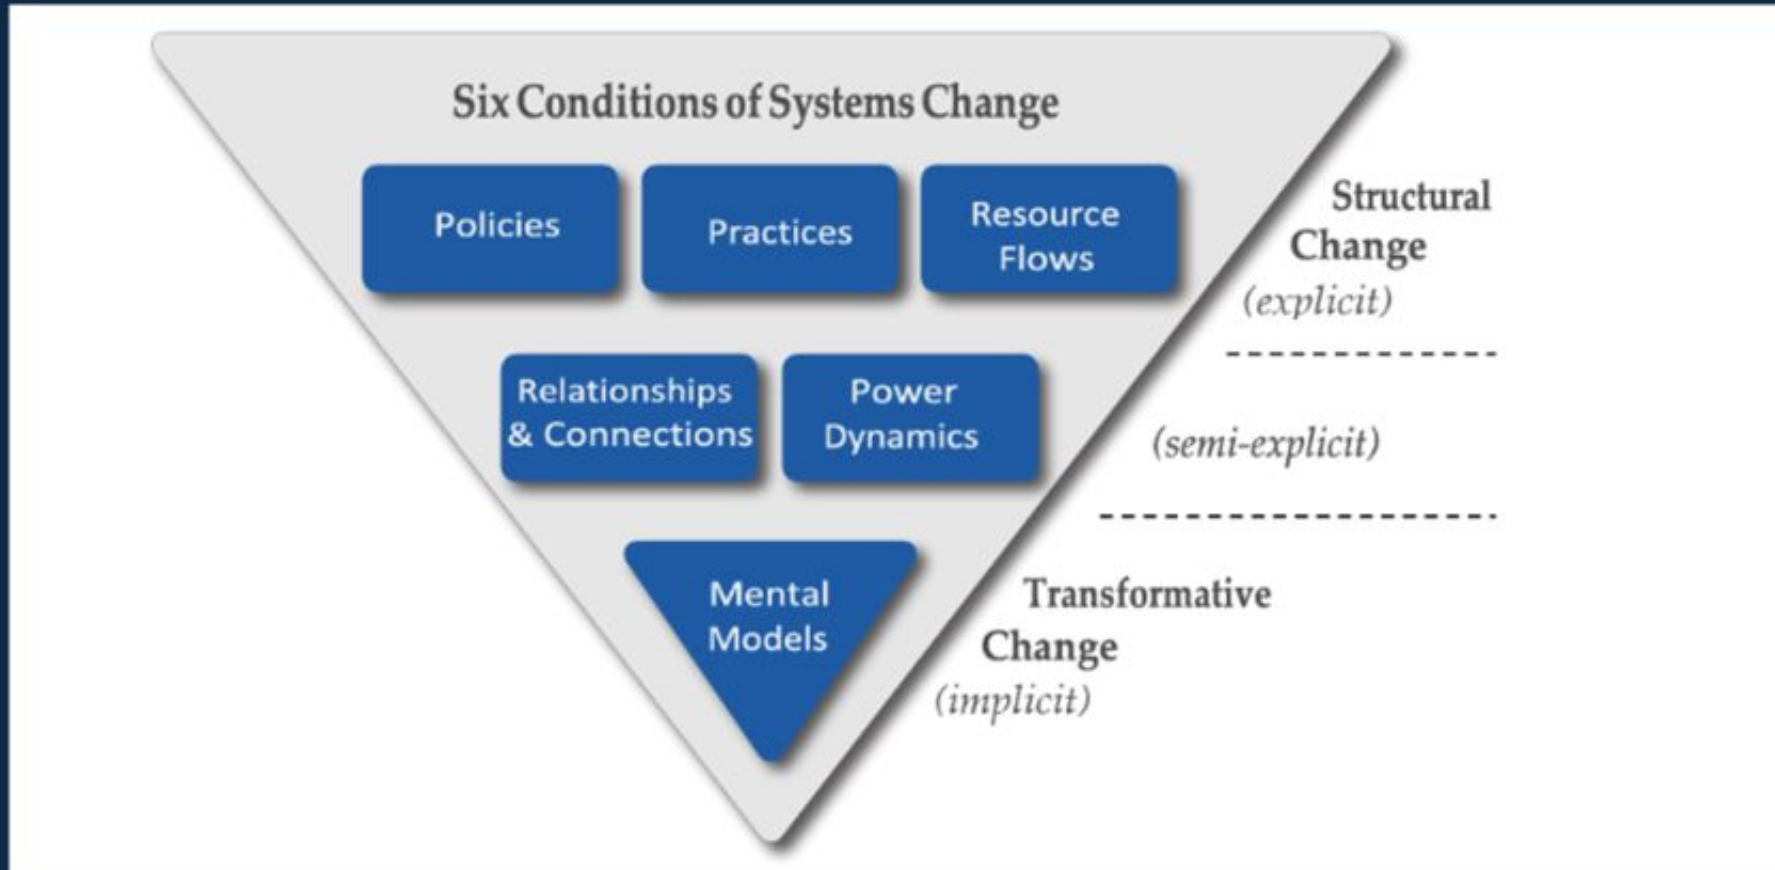 Six Conditions of Systems Change
Policies
Practices
Resource
Flows
Structural
Change
(explicit)
Relationships
& Connections
Power
Dynamics
(semi-explicit)
Mental
Models
Transformative
Change
(implicit)